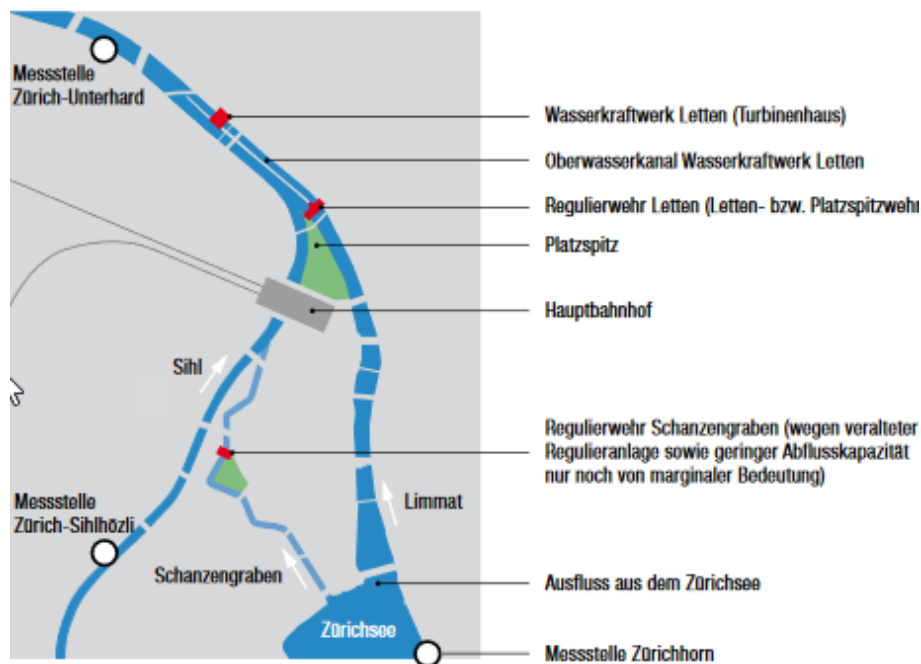 Messstelle
Zürich-Unterhard
Wasserkraftwerk Letten (Turbinenhaus)
Oberwasserkanal Wasserkraftwerk Letten
Regulierwehr Letten (Letten- bzw. Platzspitzwehr
Platzspitz
Hauptbahnhof
Sihl
Regulierwehr Schanzengraben (wegen veralteter
Regulieranlage sowie geringer Abflusskapazität
nur noch von marginaler Bedeutung)
Messstelle
Zürich-Sihlhözli
Limmat
Schanzengraben
Ausfluss aus dem Zürichsee
Zürichsee
Messstelle Zürichhorn